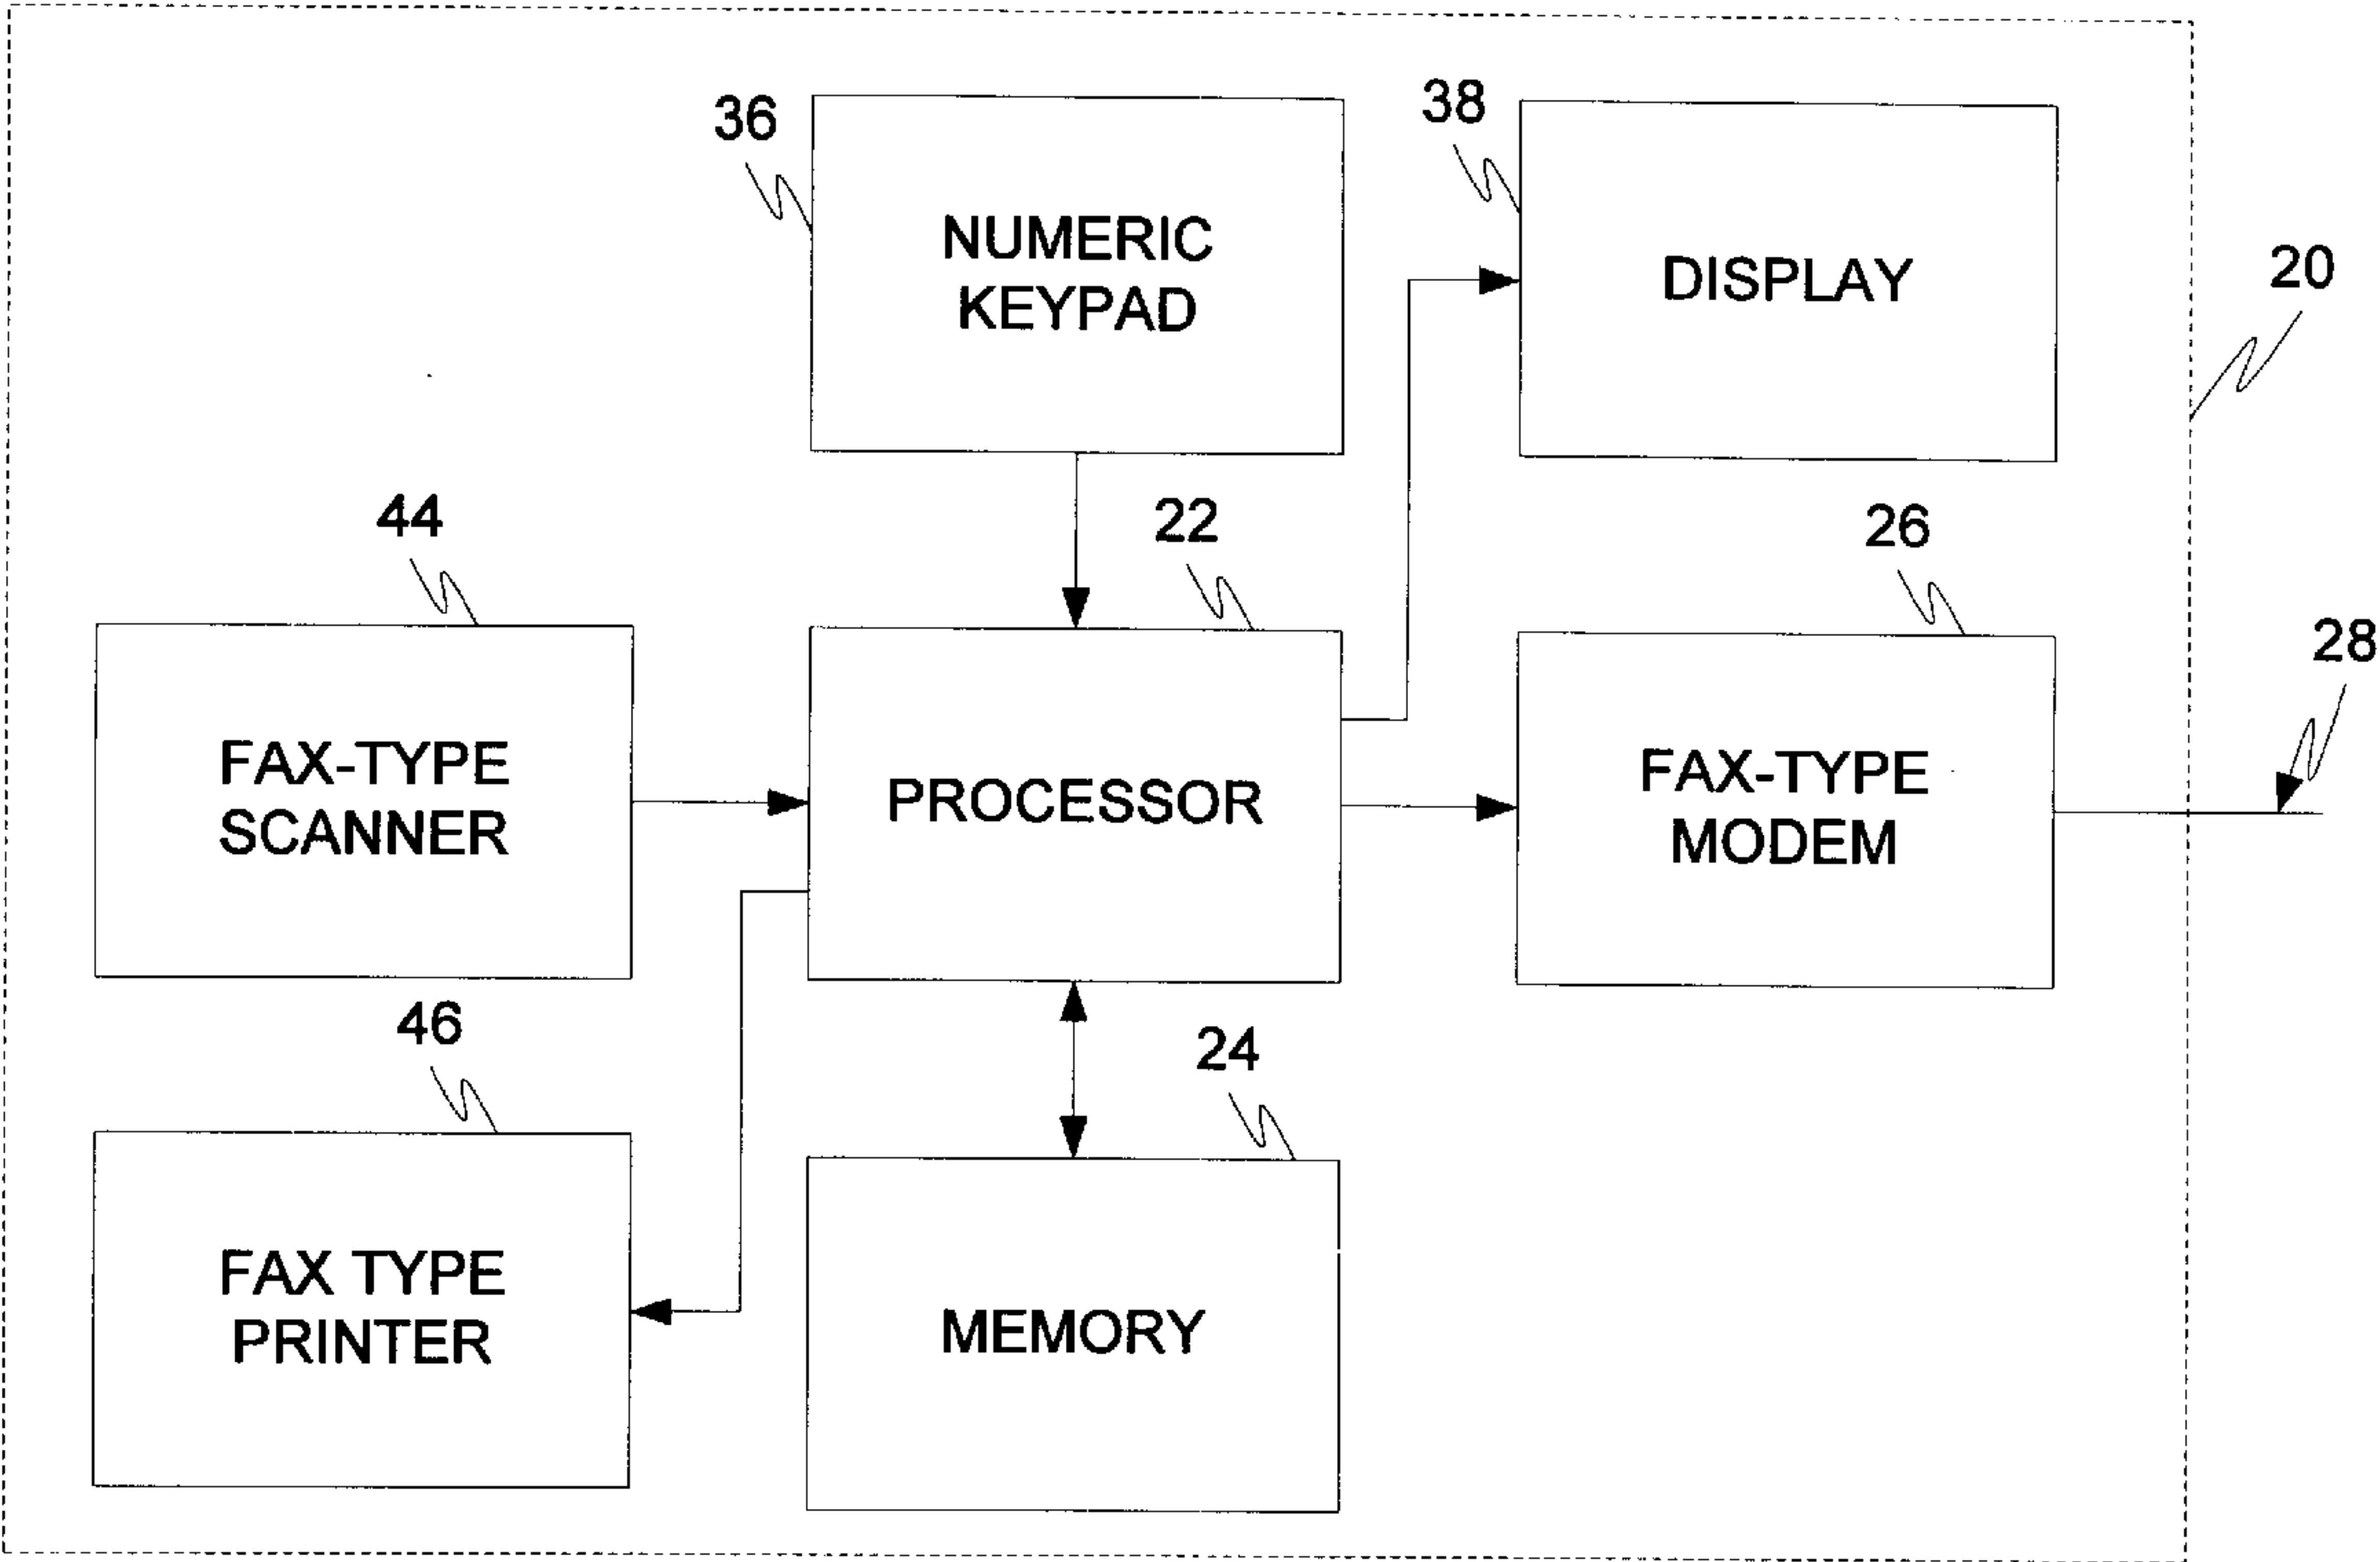 36
38
NUMERIC
KEYPAD
DISPLAY
20
44
22
26
28
FAX-TYPE
SCANNER
PROCESSOR
FAX-TYPE
MODEM
46
24
FAX TYPE
PRINTER
MEMORY